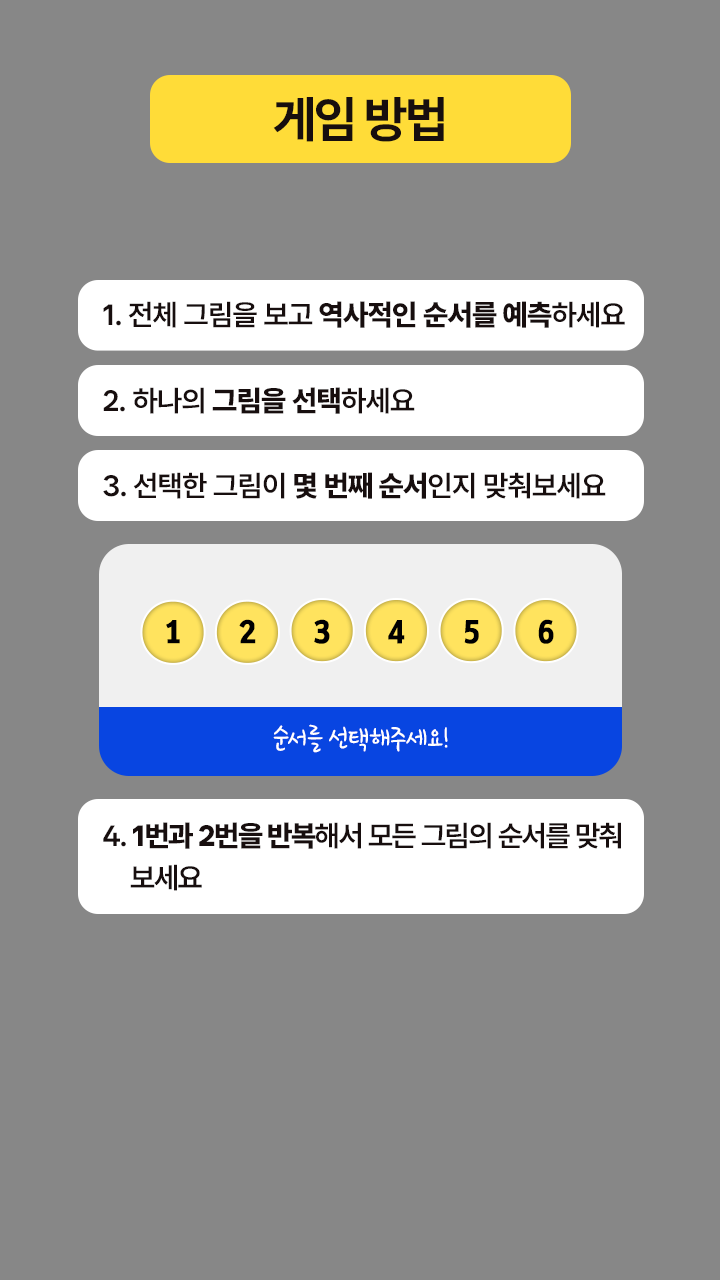 게임 방법
1. 전체 그림을 보고 역사적인 순서를 예측하세요
2. 하나의 그림을 선택하세요
3. 선택한 그림이 몇 번째 순서인지 맞춰보세요
1 2 3 4 5 6
순서를 선택해주세요!
4. 1번과 2번을 반복해서 모든 그림의 순서를 맞춰
보세요